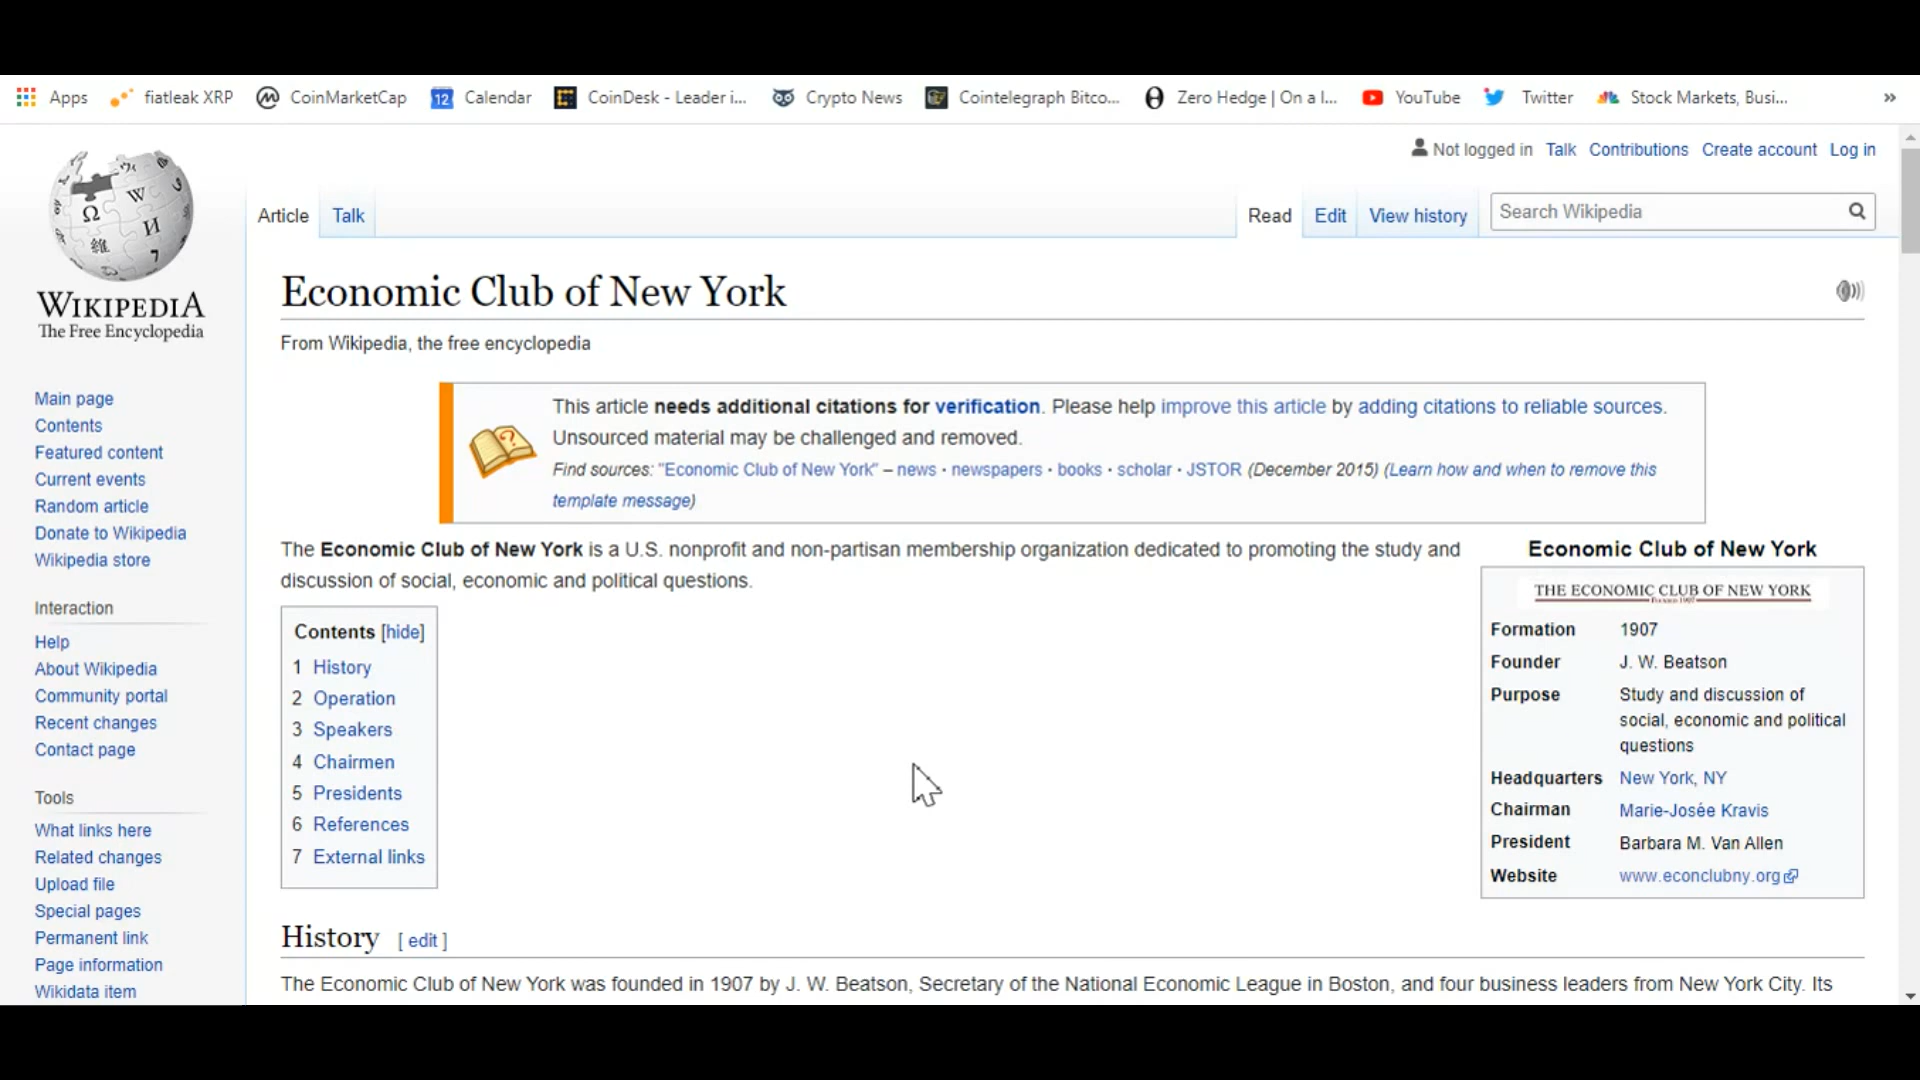 Apps fiatleak XRP CoinMarketCap 12 Calendar CoinDesk - Leader i... Crypto News Cointelegraph Bitco... Zero Hedge | On a l... YouTube Twitter Stock Markets, Busi... »
Not logged in Talk Contributions Create account Log in
Article Talk Read Edit View history Search Wikipedia
WIKIPEDIA
The Free Encyclopedia
Main page
Contents
Featured content
Current events
Random article
Donate to Wikipedia
Wikipedia store
Interaction
Help
About Wikipedia
Community portal
Recent changes
Contact page
Tools
What links here
Related changes
Upload file
Special pages
Permanent link
Page information
Wikidata item
Economic Club of New York
From Wikipedia, the free encyclopedia
This article needs additional citations for verification. Please help improve this article by adding citations to reliable sources.
Unsourced material may be challenged and removed.
Find sources: "Economic Club of New York" – news · newspapers · books · scholar · JSTOR (December 2015) (Learn how and when to remove this
template message)
The Economic Club of New York is a U.S. nonprofit and non-partisan membership organization dedicated to promoting the study and
discussion of social, economic and political questions.
Contents [hide]
1 History
2 Operation
3 Speakers
4 Chairmen
5 Presidents
6 References
7 External links
Economic Club of New York
THE ECONOMIC CLUB OF NEW YORK
Formation 1907
Founder J. W. Beatson
Purpose Study and discussion of
social, economic and political
questions
Headquarters New York, NY
Chairman Marie-Josée Kravis
President Barbara M. Van Allen
Website www.econclubny.org
History [ edit ]
The Economic Club of New York was founded in 1907 by J. W. Beatson, Secretary of the National Economic League in Boston, and four business leaders from New York City. Its